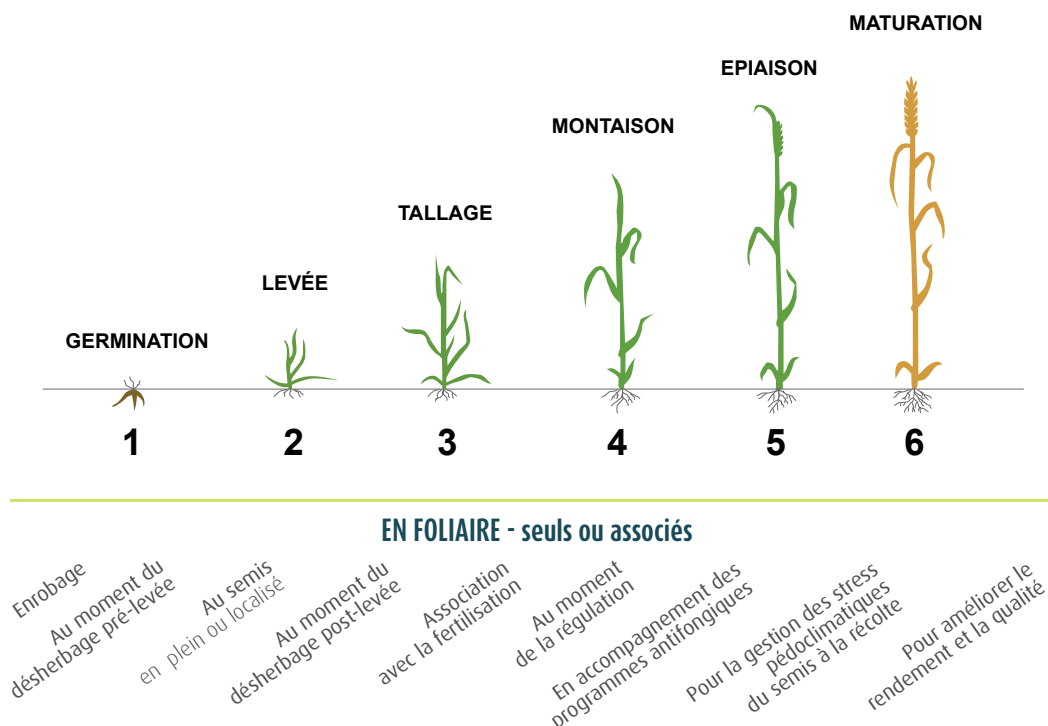 MATURATION
EPIAISON
MONTAISON
TALLAGE
LEVÉE
GERMINATION
1
2
3
4
5
6
EN FOLIAIRE - seuls ou associés
Enrobage
Au moment du
désherbage pré-levée
Au semis
en plein ou localisé
Au moment du
désherbage post-levée
Association
avec la fertilisation
Au moment
de la régulation
En accompagnement des
programmes antifongiques
Pour la gestion des stress
pédoclimatiques
du semis à la récolte
Pour améliorer le
rendement et la qualité